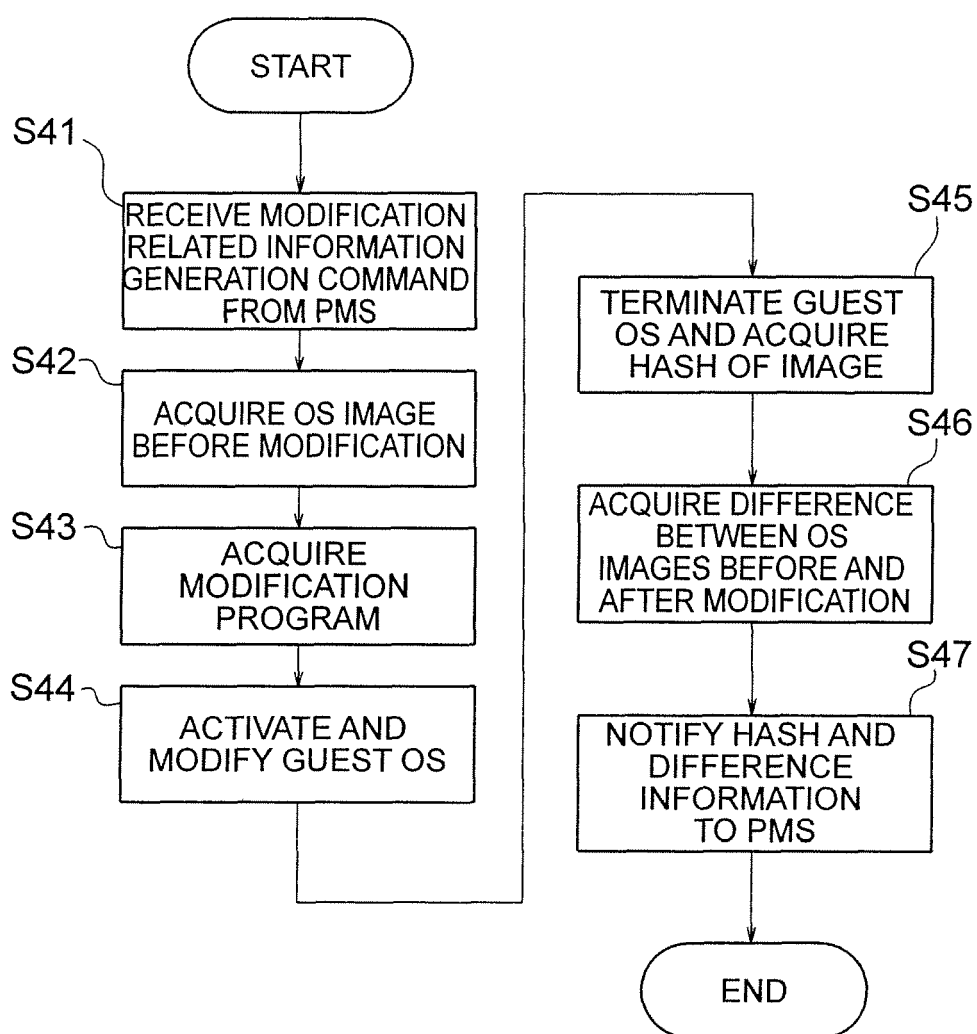 START
S41
RECEIVE MODIFICATION
RELATED INFORMATION
GENERATION COMMAND
FROM PMS
S42
ACQUIRE OS IMAGE
BEFORE MODIFICATION
S43
ACQUIRE
MODIFICATION
PROGRAM
S44
ACTIVATE AND
MODIFY GUEST OS
S45
TERMINATE GUEST
OS AND ACQUIRE
HASH OF IMAGE
S46
ACQUIRE DIFFERENCE
BETWEEN OS
IMAGES BEFORE AND
AFTER MODIFICATION
S47
NOTIFY HASH AND
DIFFERENCE
INFORMATION
TO PMS
END